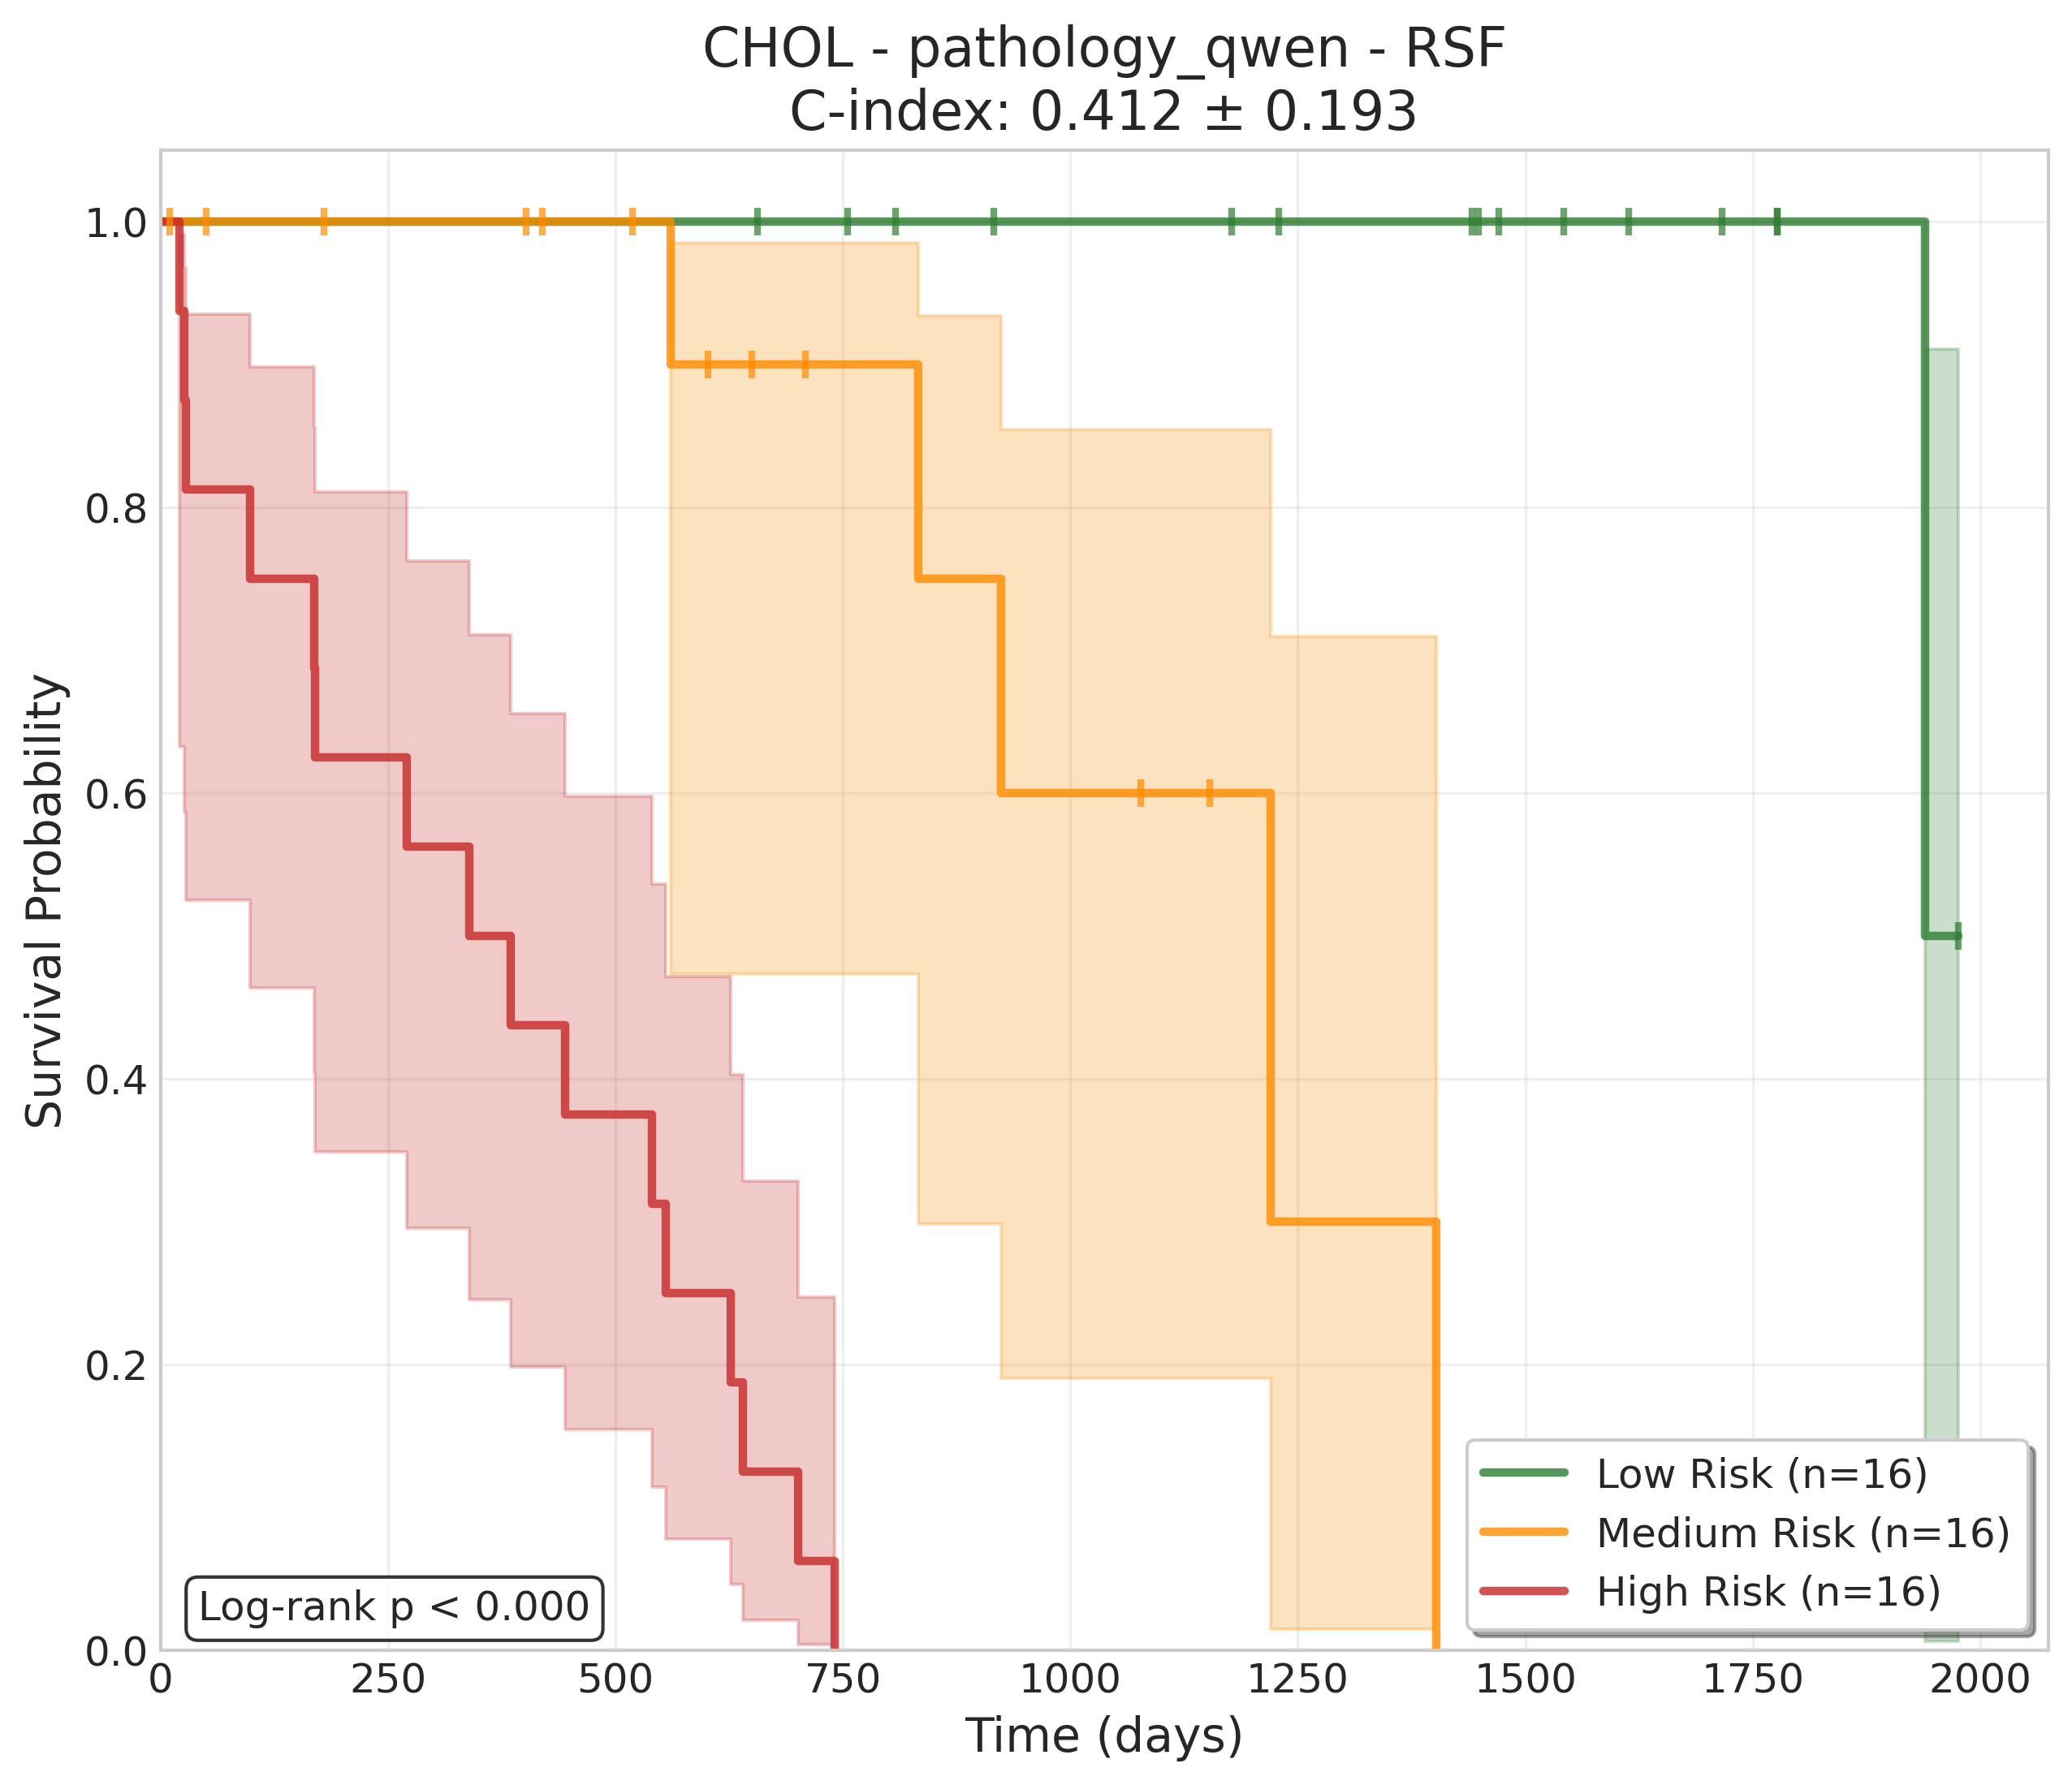 CHOL - pathology_qwen - RSF
C-index: 0.412 ± 0.193
Survival Probability
1.0
0.8
0.6
0.4
0.2
0.0
0 250 500 750 1000 1250 1500 1750 2000
Time (days)
Log-rank p < 0.000
Low Risk (n=16)
Medium Risk (n=16)
High Risk (n=16)